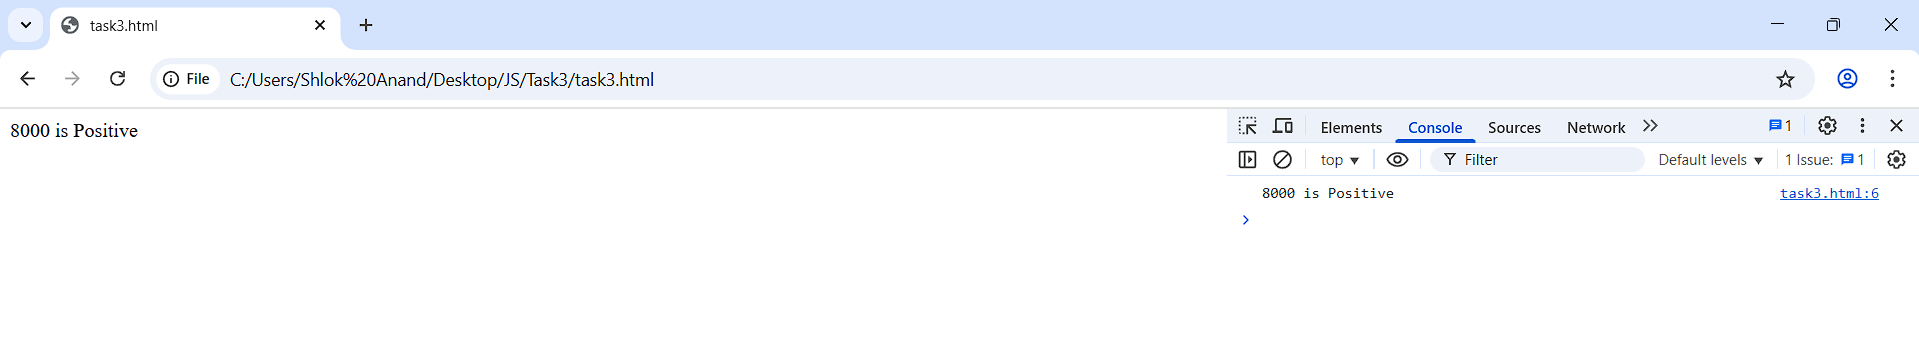 task3.html
File C:/Users/Shlok%20Anand/Desktop/JS/Task3/task3.html
8000 is Positive
Elements Console Sources Network 1
top Filter Default levels 1 Issue: 1
8000 is Positive task3.html:6